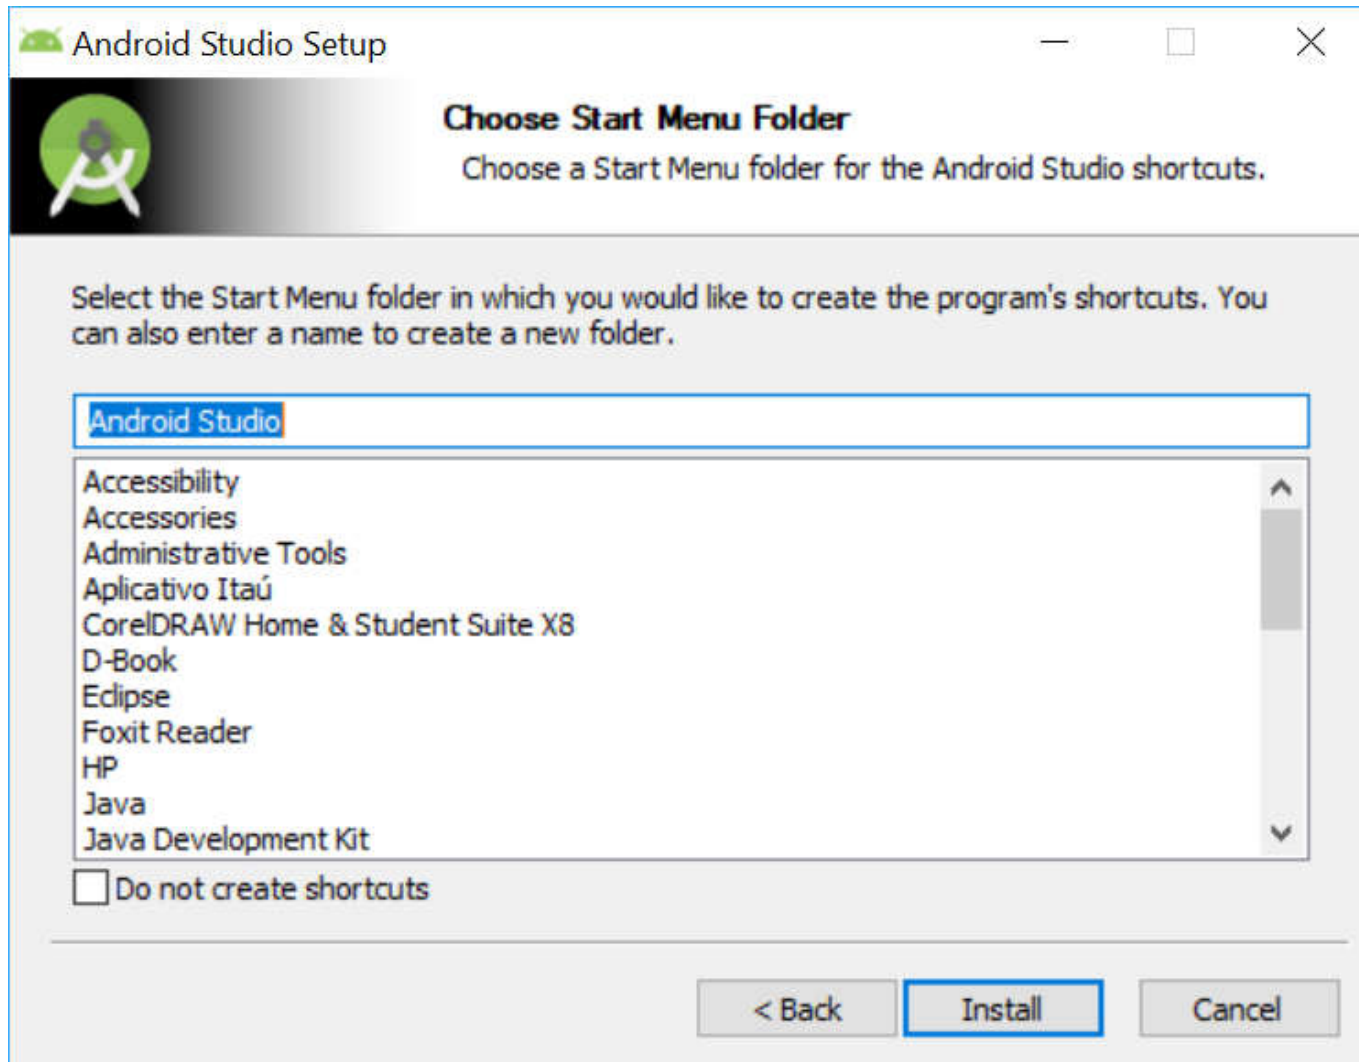 Android Studio Setup
Choose Start Menu Folder
Choose a Start Menu folder for the Android Studio shortcuts.
Select the Start Menu folder in which you would like to create the program's shortcuts. You
can also enter a name to create a new folder.
Android Studio
Accessibility
Accessories
Administrative Tools
Aplicativo Itaú
CorelDRAW Home & Student Suite X8
D-Book
Eclipse
Foxit Reader
HP
Java
Java Development Kit
Do not create shortcuts
< Back
Install
Cancel